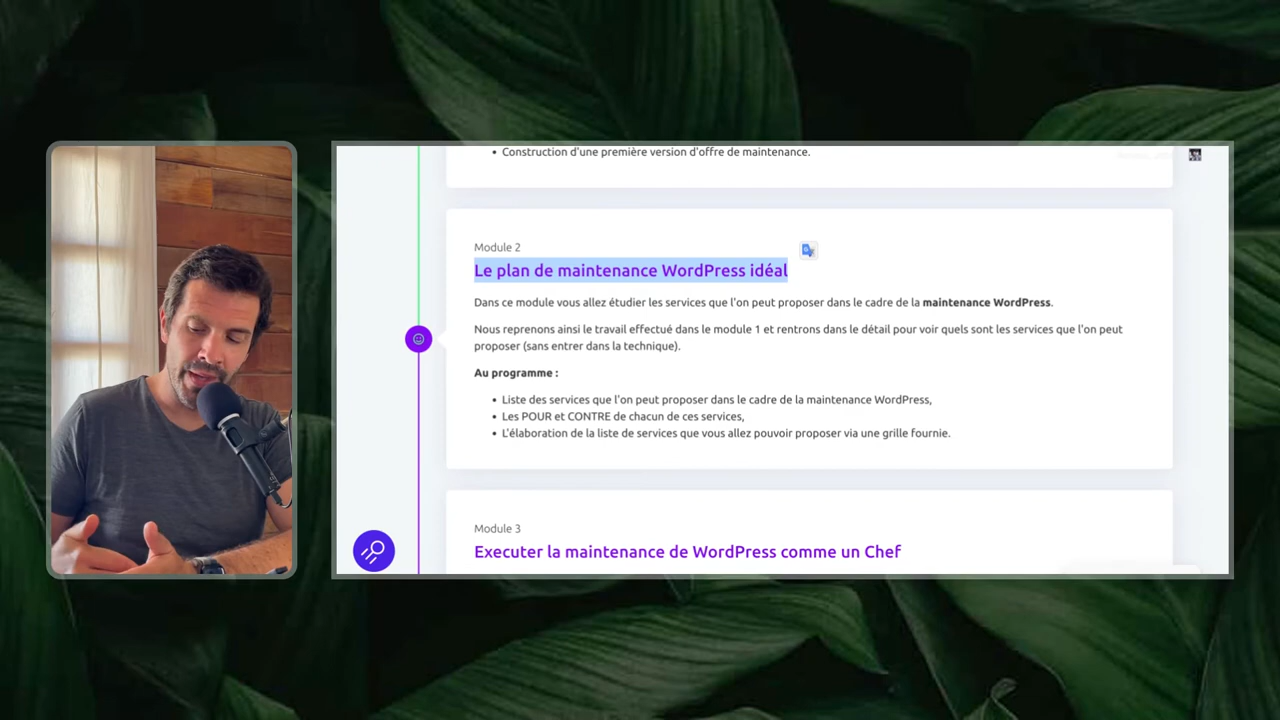 • Construction d'une première version d'offre de maintenance.
Module 2
Le plan de maintenance WordPress idéal
Dans ce module vous allez étudier les services que l'on peut proposer dans le cadre de la maintenance WordPress.
Nous reprenons ainsi le travail effectué dans le module 1 et rentrons dans le détail pour voir quels sont les services que l'on peut
proposer (sans entrer dans la technique).
Au programme :
• Liste des services que l'on peut proposer dans le cadre de la maintenance WordPress,
• Les POUR et CONTRE de chacun de ces services,
• L'élaboration de la liste de services que vous allez pouvoir proposer via une grille fournie.
Module 3
Executer la maintenance de WordPress comme un Chef